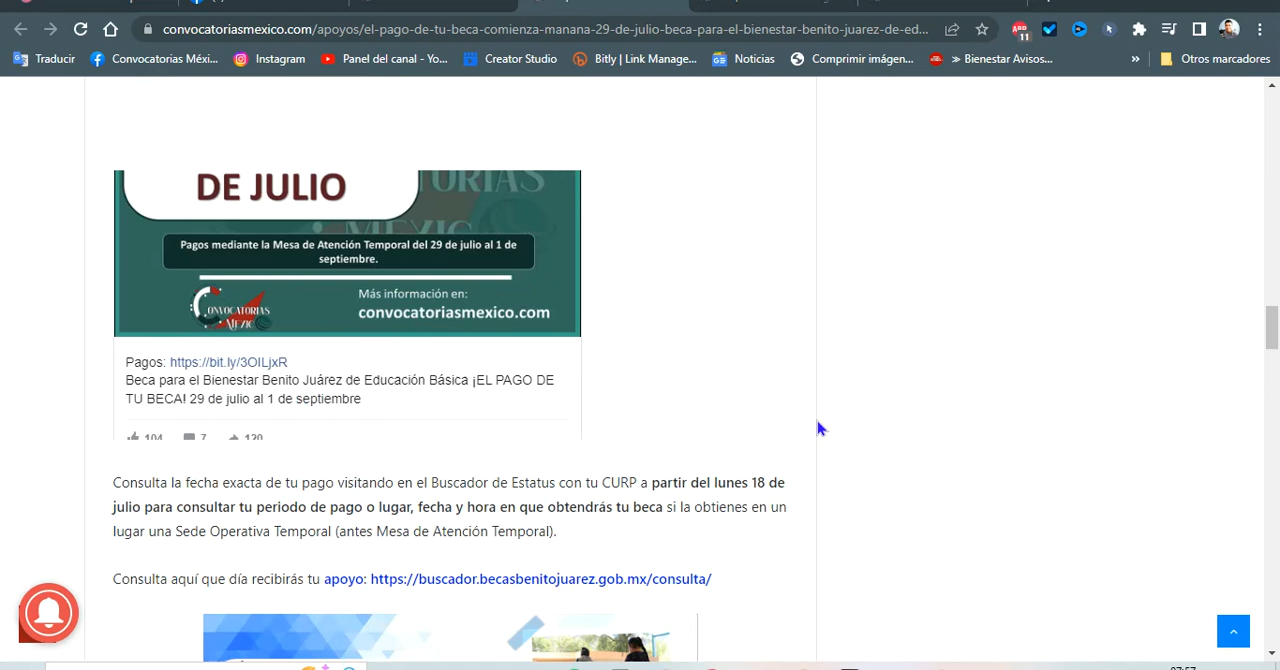 convocatoriasmexico.com/apoyos/el-pago-de-tu-beca-comienza-manana-29-de-julio-beca-para-el-bienestar-benito-juarez-de-ed...
11
Traducir
Convocatorias Méxi...
Instagram
Panel del canal - Yo...
Creator Studio
Bitly | Link Manage...
Noticias
Comprimir imágen...
» Bienestar Avisos...
»
Otros marcadores
DE JULIO
Pagos mediante la Mesa de Atención Temporal del 29 de julio al 1 de
septiembre.
CONVOCATORIAS
MÉXICO
Más información en:
convocatoriasmexico.com
Pagos: https://bit.ly/3OILjxR
Beca para el Bienestar Benito Juárez de Educación Básica ¡EL PAGO DE
TU BECA! 29 de julio al 1 de septiembre
104 7 120
Consulta la fecha exacta de tu pago visitando en el Buscador de Estatus con tu CURP a partir del lunes 18 de
julio para consultar tu periodo de pago o lugar, fecha y hora en que obtendrás tu beca si la obtienes en un
lugar una Sede Operativa Temporal (antes Mesa de Atención Temporal).
Consulta aquí que día recibirás tu apoyo: https://buscador.becasbenitojuarez.gob.mx/consulta/